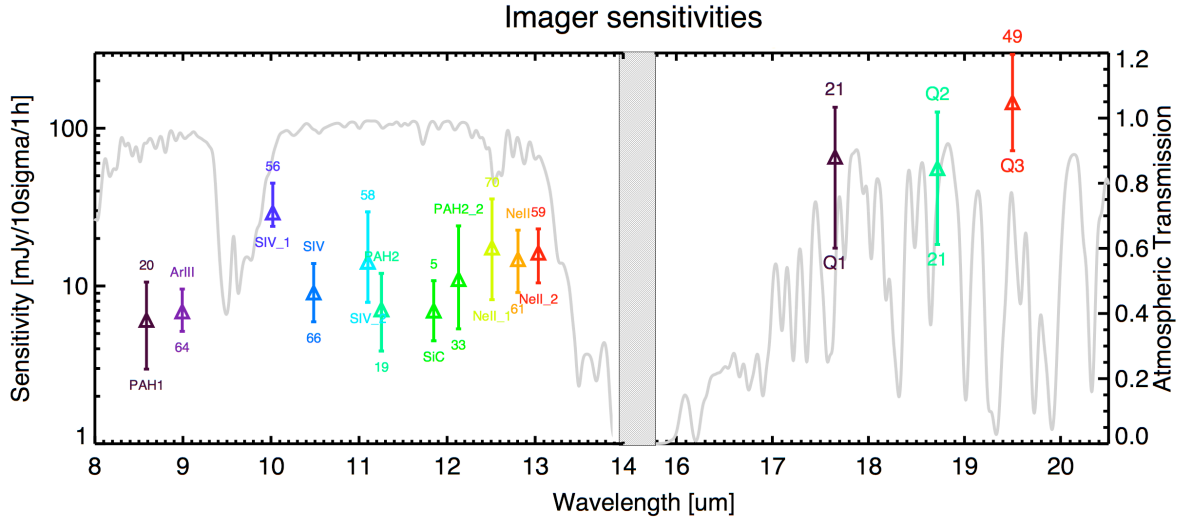 Imager sensitivities
Sensitivity [mJy/10sigma/1h]
100
10
1
Atmospheric Transmission
1.2
1.0
0.8
0.6
0.4
0.2
0.0
20
PAH1
ArIII
64
56
SIV_1
SIV
66
58
SIV_2
PAH2
19
5
SiC
PAH2_2
33
70
NeII_1
NeII
61
59
NeII_2
21
Q1
Q2
21
49
Q3
8 9 10 11 12 13 14 16 17 18 19 20
Wavelength [um]